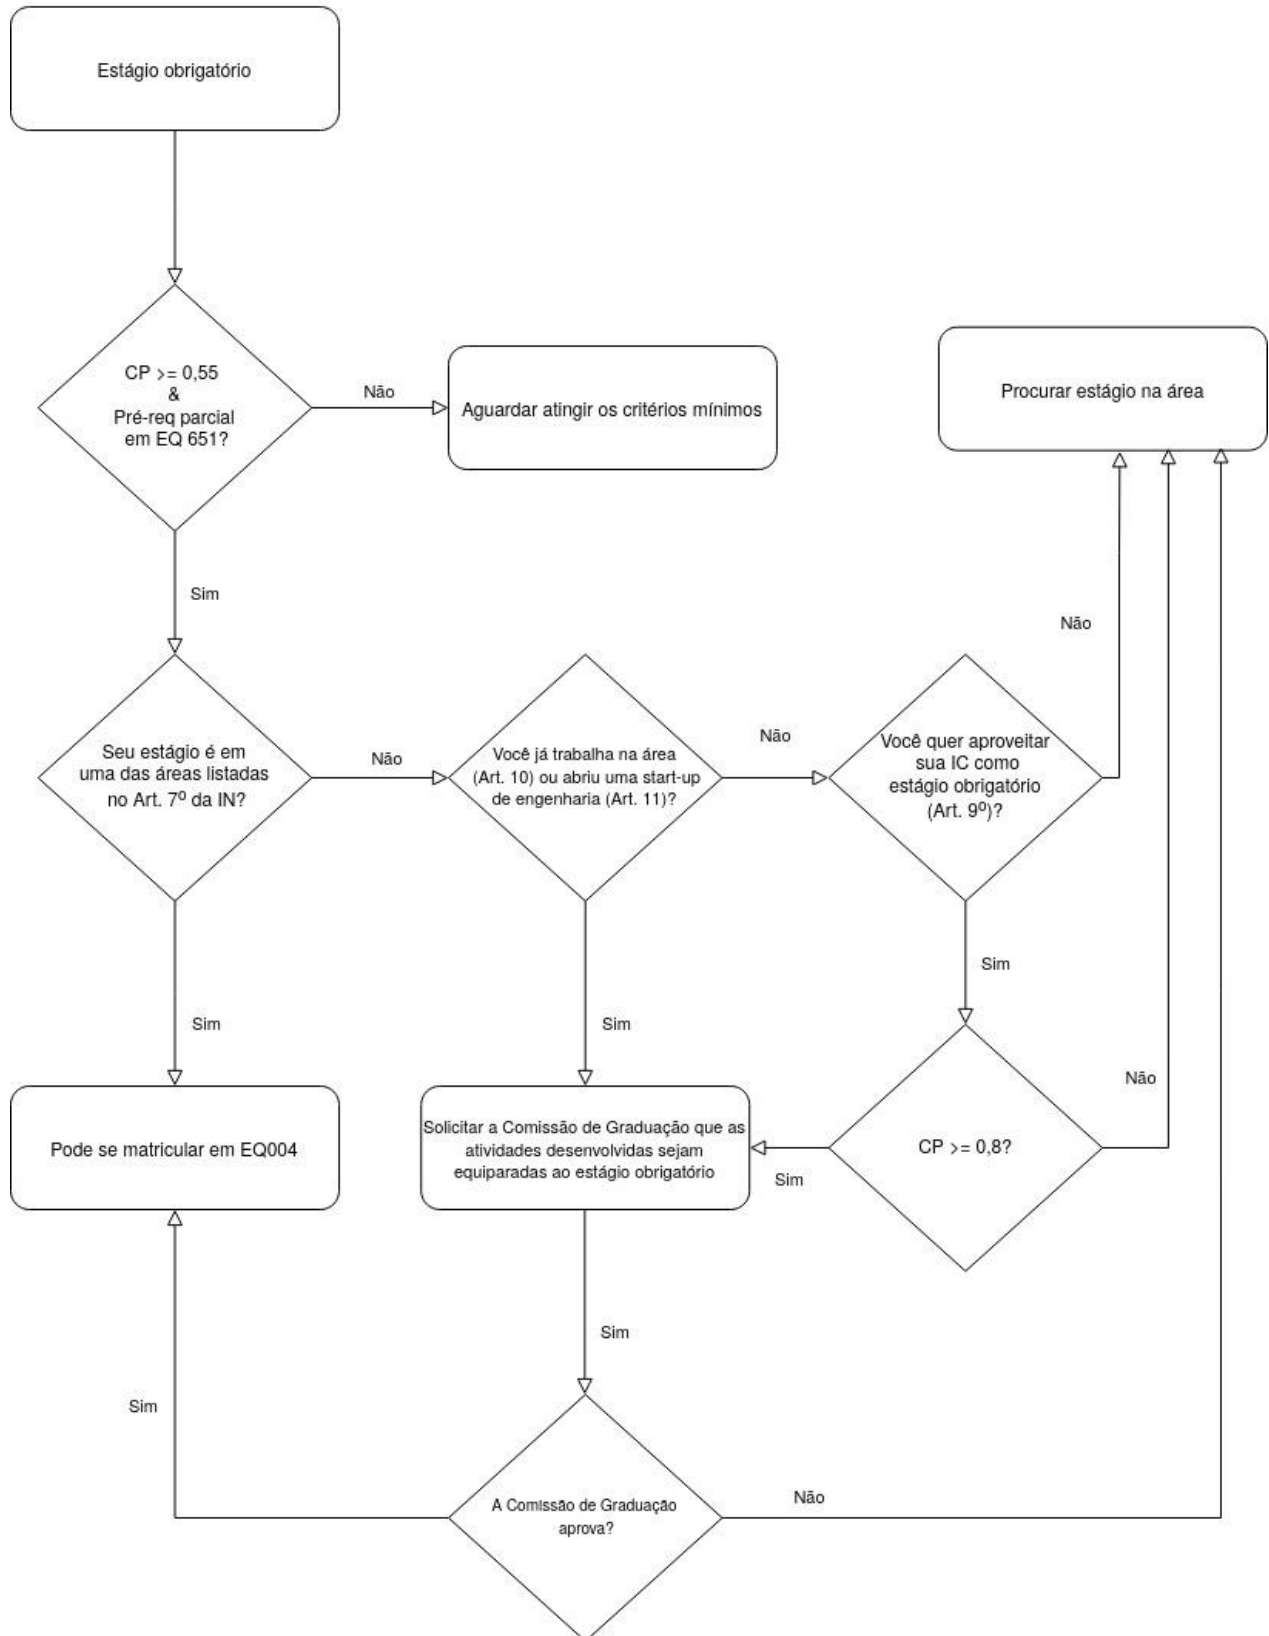 Estágio obrigatório
CP >= 0,55
&
Pré-req parcial
em EQ 651?
Não
Aguardar atingir os critérios mínimos
Procurar estágio na área
Sim
Não
Seu estágio é em
uma das áreas listadas
no Art. 7º da IN?
Não
Você já trabalha na área
(Art. 10) ou abriu uma start-up
de engenharia (Art. 11)?
Não
Você quer aproveitar
sua IC como
estágio obrigatório
(Art. 9º)?
Sim
Sim
Sim
Não
Pode se matricular em EQ004
Solicitar a Comissão de Graduação que as
atividades desenvolvidas sejam
equiparadas ao estágio obrigatório
Sim
CP >= 0,8?
Sim
Sim
A Comissão de Graduação
aprova?
Não